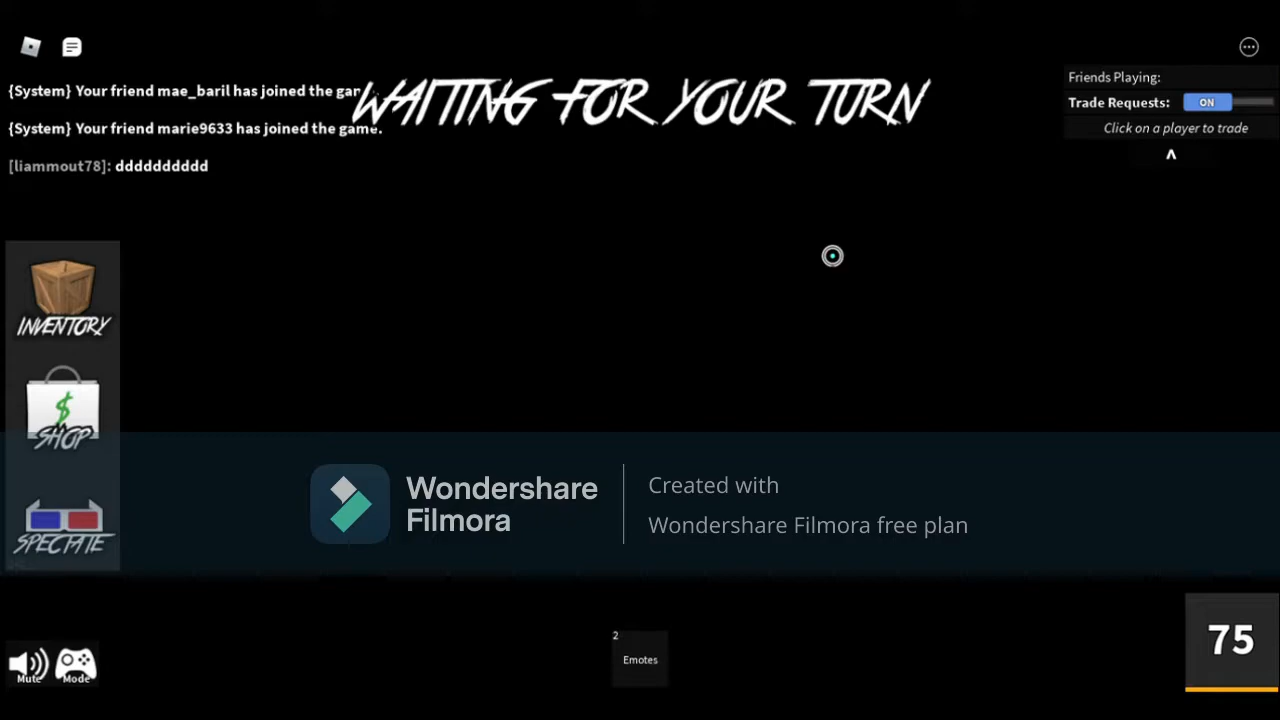 {System} Your friend mae_baril has joined the gam
WAITING FOR YOUR TURN
{System} Your friend marie9633 has joined the game.
[liammout78]: dddddddddd
Friends Playing:
Trade Requests: ON
Click on a player to trade
INVENTORY
$
SHOP
SPECTATE
Wondershare
Filmora
Created with
Wondershare Filmora free plan
Mute
Mode
2
Emotes
75